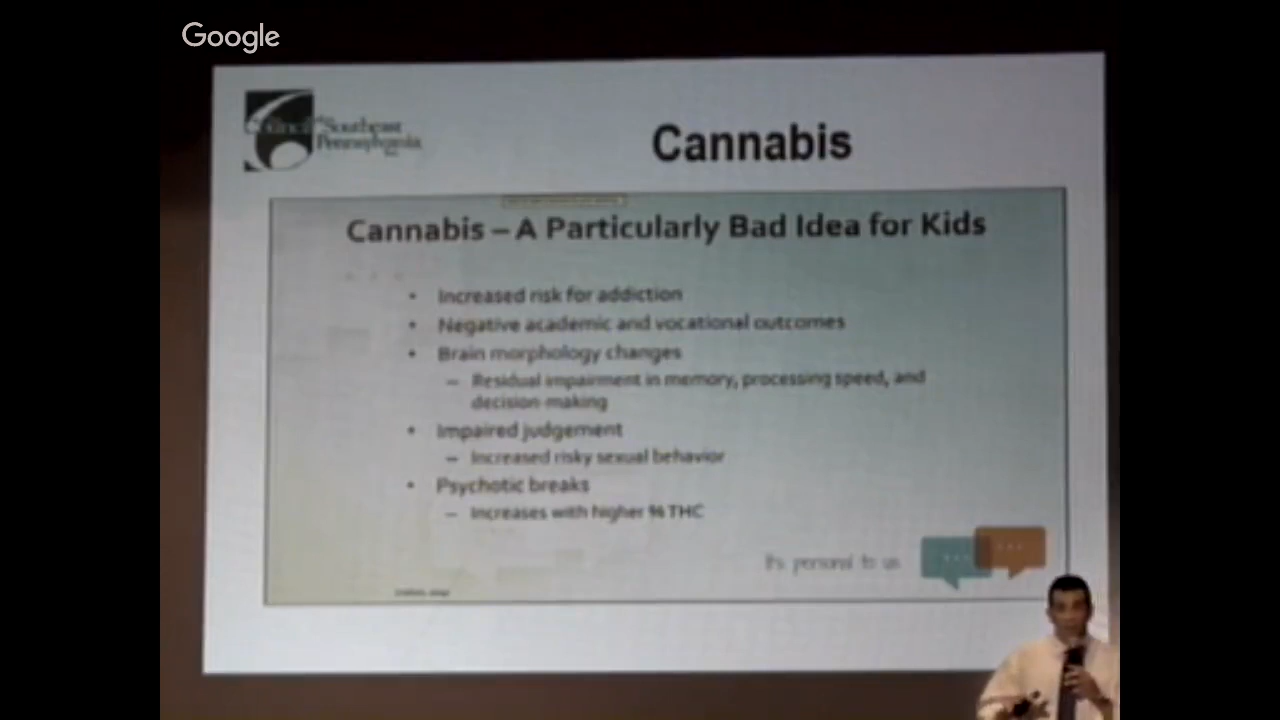 Google
Council
of Southeast
Pennsylvania
Inc.
Cannabis
Cannabis – A Particularly Bad Idea for Kids
• Increased risk for addiction
• Negative academic and vocational outcomes
• Brain morphology changes
– Residual impairment in memory, processing speed, and
decision-making
• Impaired judgement
– Increased risky sexual behavior
• Psychotic breaks
– Increases with higher % THC
It's personal to us